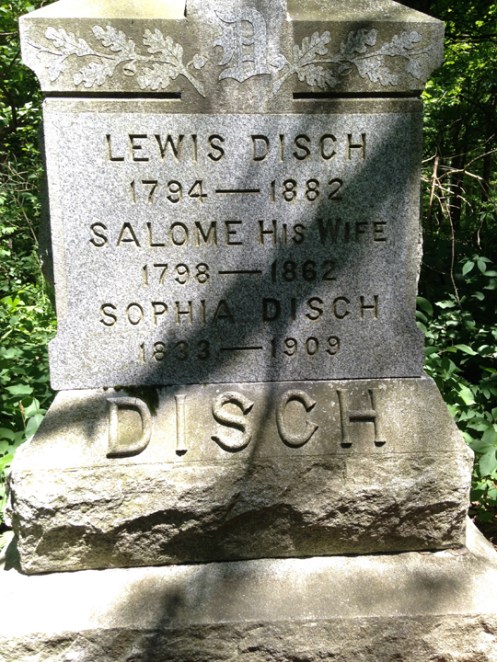 D
LEWIS DISCH
1794—1882
SALOME HIS WIFE
1798—1862
SOPHIA DISCH
1833—1909
DISCH